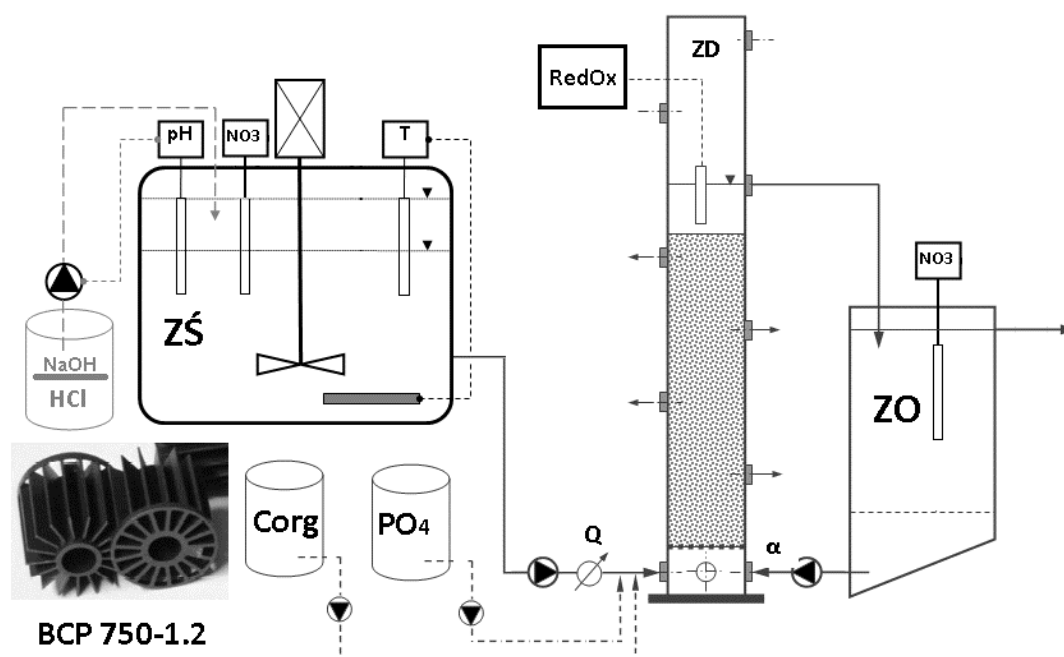 ZD
RedOx
pH
NO3
T
ZŚ
NO3
NaOH
HCl
ZO
Corg
PO4
Q
α
BCP 750-1.2